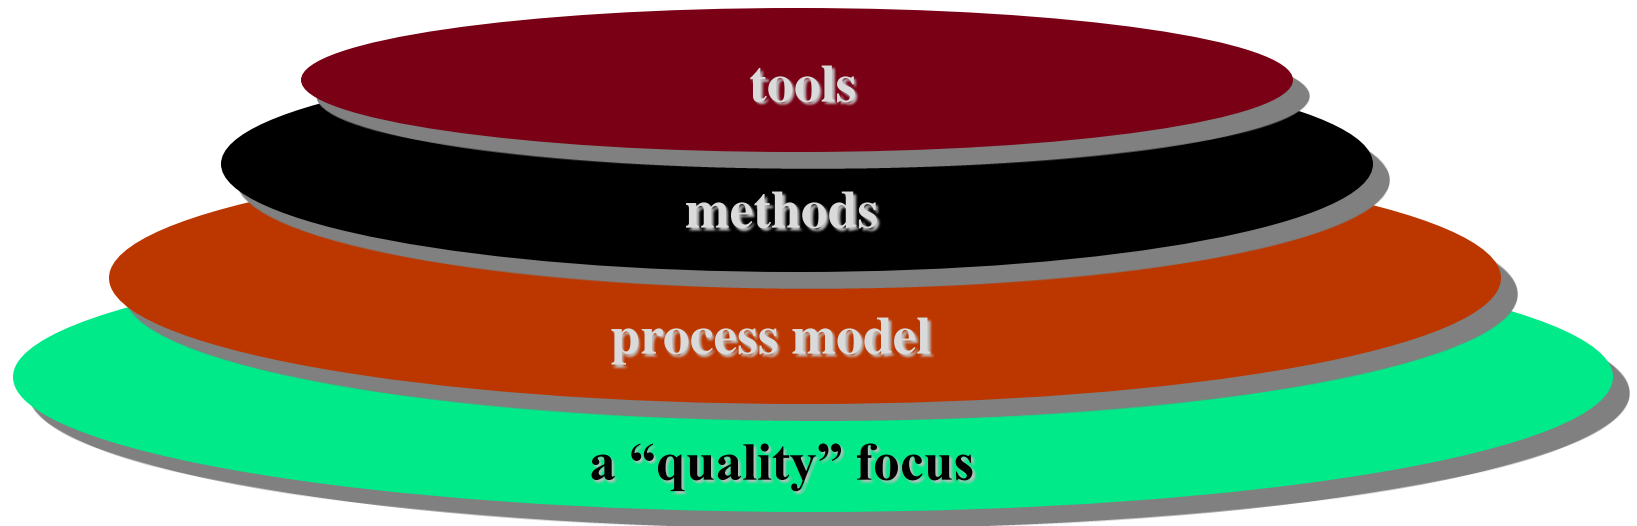 tools
methods
process model
a “quality” focus